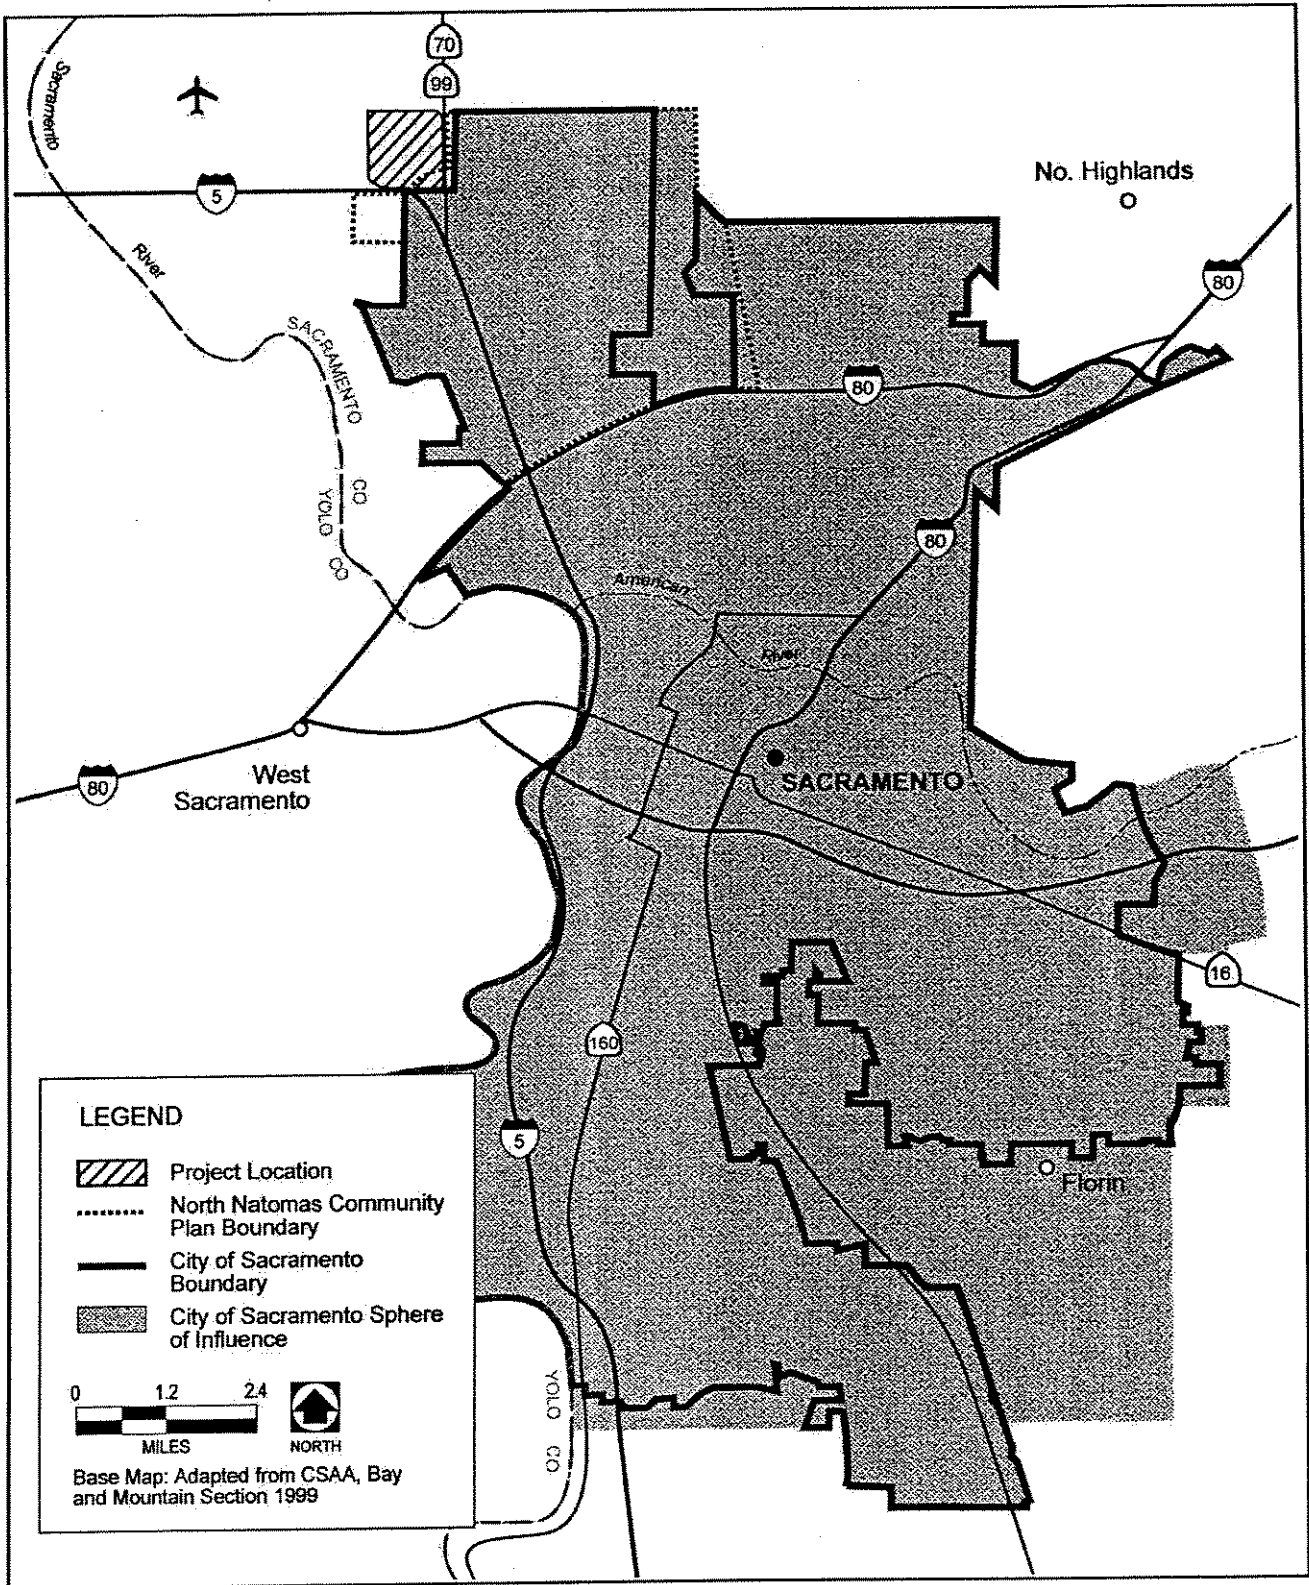 70
99
Sacramento
5
River
No. Highlands
80
SACRAMENTO
CO
YOLO
CO
80
80
American
River
West
Sacramento
80
SACRAMENTO
16
160
5
Florin
YOLO
CO
LEGEND
Project Location
North Natomas Community
Plan Boundary
City of Sacramento
Boundary
City of Sacramento Sphere
of Influence
0 1.2 2.4
MILES
NORTH
Base Map: Adapted from CSAA, Bay
and Mountain Section 1999